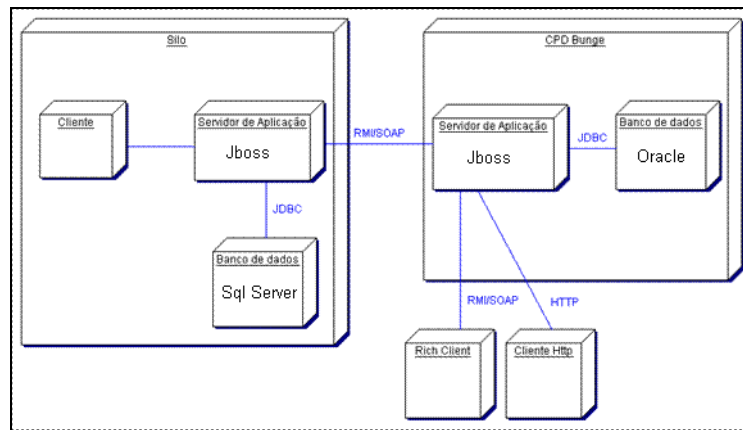 Silo
CPD Bunge
Cliente
Servidor de Aplicação
Jboss
RMI/SOAP
Servidor de Aplicação
Jboss
JDBC
Banco de dados
Oracle
JDBC
Banco de dados
Sql Server
RMI/SOAP
HTTP
Rich Client
Cliente Http